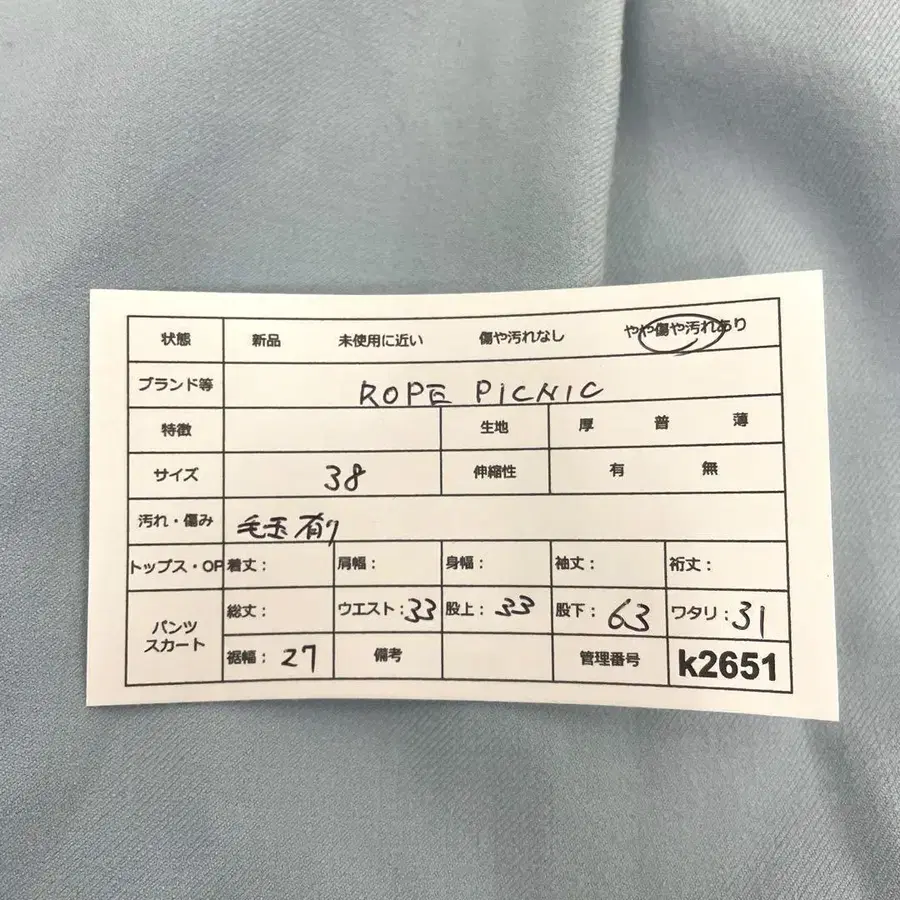 状態 新品 未使用に近い 傷や汚れなし やや傷や汚れあり
ブランド等 ROPE PICNIC
特徴 生地 厚 普 薄
サイズ 38 伸縮性 有 無
汚れ・傷み 毛玉有り
トップス・OP 着丈: 肩幅: 身幅: 袖丈: 裄丈:
パンツ スカート 総丈: ウエスト:33 股上:33 股下:63 ワタリ:31
裾幅:27 備考 管理番号 k2651